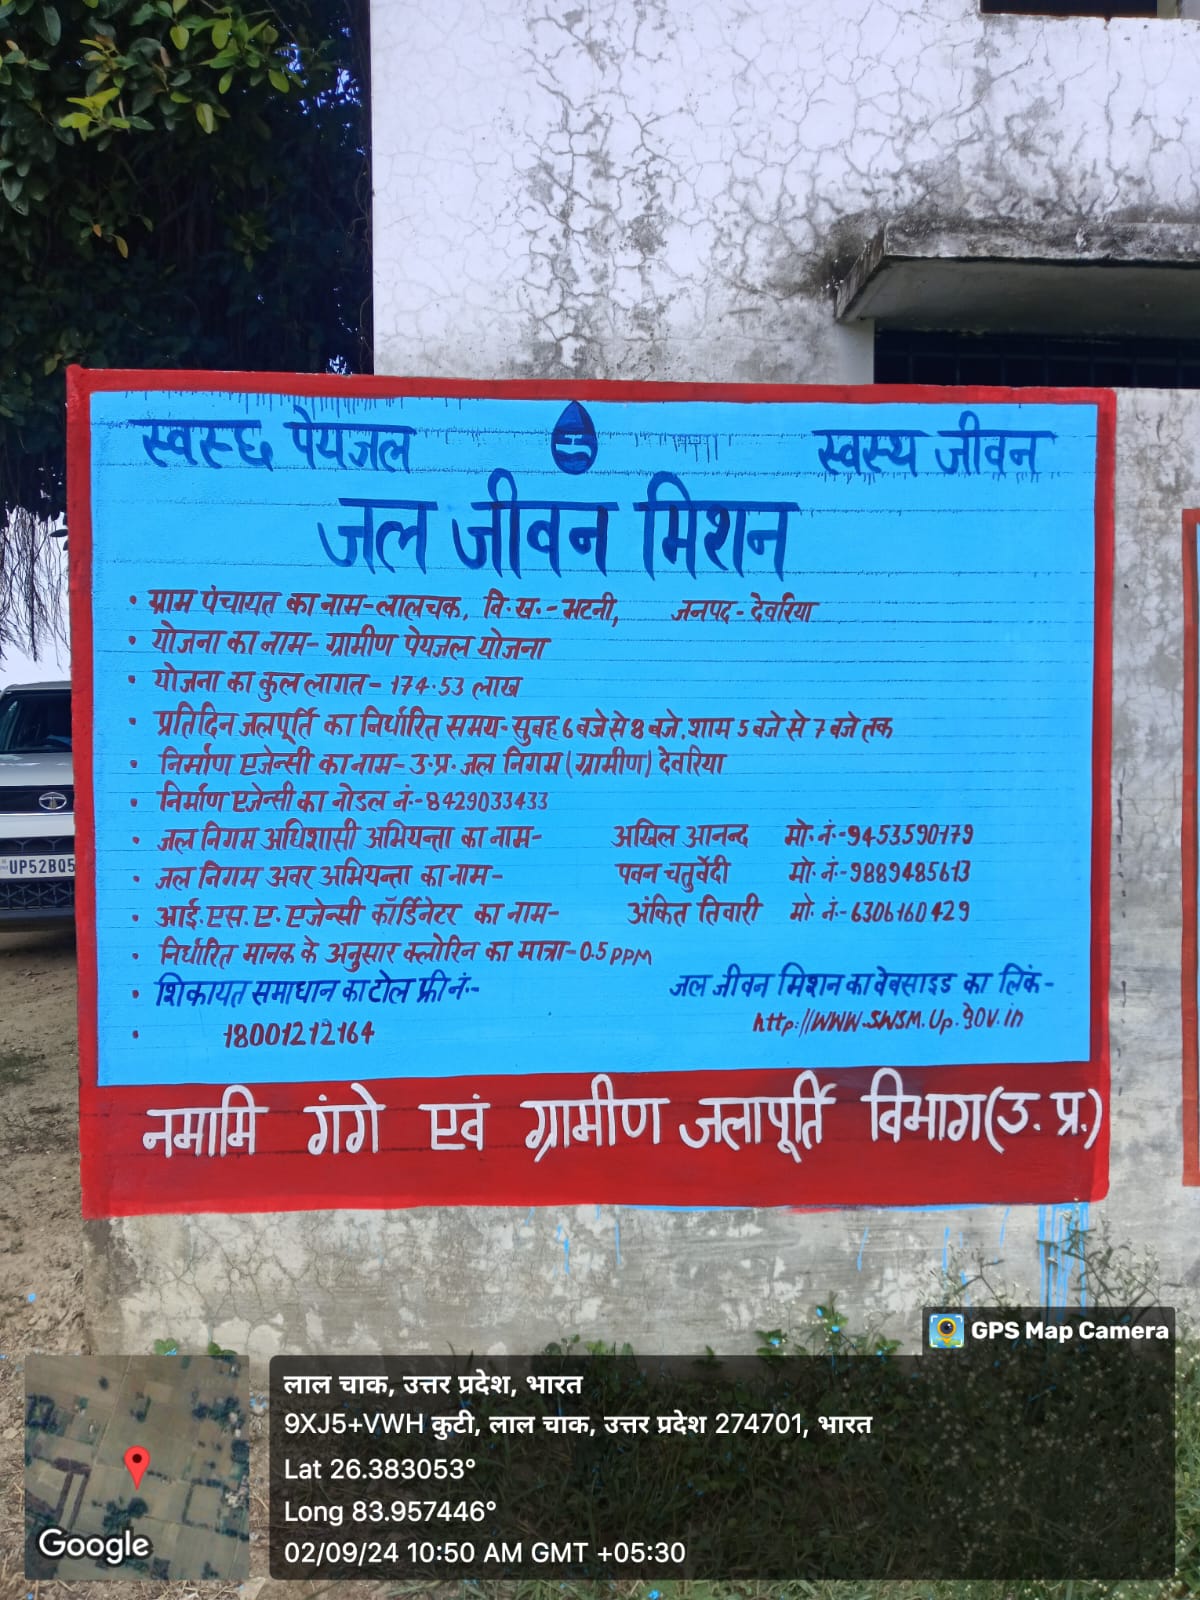 स्वस्छ पेयजल स्वस्थ जीवन
जल जीवन मिशन
• ग्राम पंचायत का नाम-लालचक, वि.ख.-भटनी, जनपद-देवरिया
• योजना का नाम-ग्रामीण पेयजल योजना
• योजना का कुल लागत-174.53 लाख
• प्रतिदिन जलपूर्ति का निर्धारित समय-सुबह 6 बजे से 8 बजे, शाम 5 बजे से 7 बजे तक
• निर्माण एजेन्सी का नाम-उ.प्र. जल निगम (ग्रामीण) देवरिया
• निर्माण एजेन्सी का नोडल नं.-8429033433
• जल निगम अधिशासी अभियन्ता का नाम- अखिल आनन्द मो.नं.-9453590179
• जल निगम अवर अभियन्ता का नाम- पवन चतुर्वेदी मो.नं.-9889485613
• आई.एस.ए. एजेन्सी कॉर्डिनेटर का नाम- अंकित तिवारी मो.नं.-6306160429
• निर्धारित मानक के अनुसार क्लोरिन का मात्रा-0.5 PPM
• शिकायत समाधान का टोल फ्री नं.- जल जीवन मिशन का वेबसाइड का लिंक-
• 18001212164 http://WWW.SWSM.Up.gov.in
नमामि गंगे एवं ग्रामीण जलापूर्ति विभाग(उ.प्र.)
UP52BQ5
GPS Map Camera
लाल चाक, उत्तर प्रदेश, भारत
9XJ5+VWH कुटी, लाल चाक, उत्तर प्रदेश 274701, भारत
Lat 26.383053°
Long 83.957446°
02/09/24 10:50 AM GMT +05:30
Google